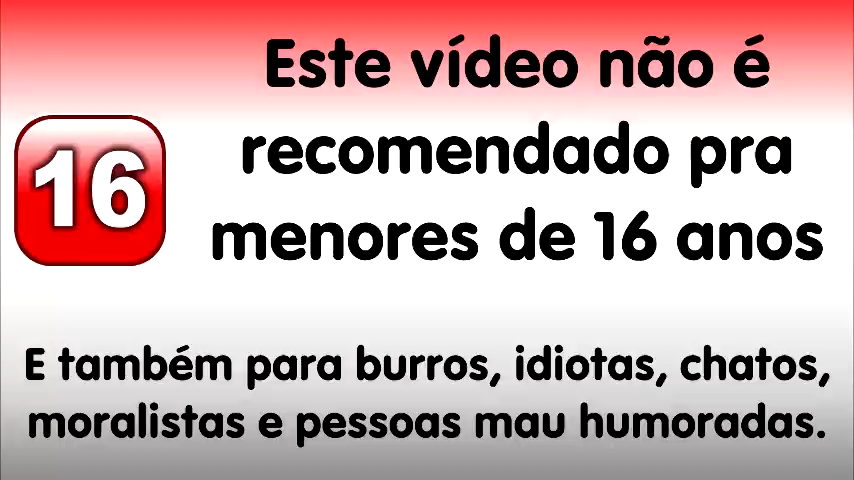 Este vídeo não é
recomendado pra
menores de 16 anos
16
E também para burros, idiotas, chatos,
moralistas e pessoas mau humoradas.